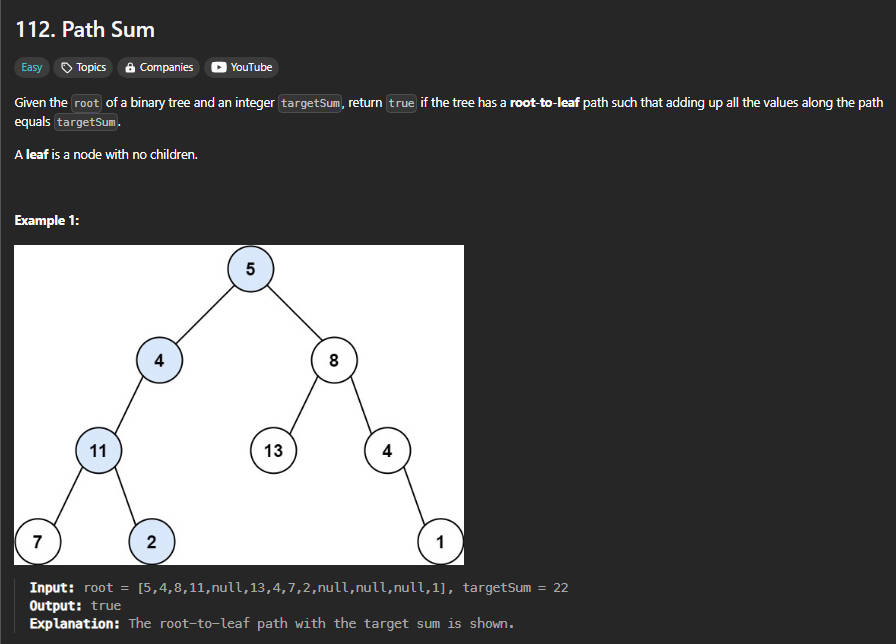 112. Path Sum
Easy Topics Companies YouTube
Given the root of a binary tree and an integer targetSum, return true if the tree has a root-to-leaf path such that adding up all the values along the path
equals targetSum.
A leaf is a node with no children.
Example 1:
5
4 8
11 13 4
7 2 1
Input: root = [5,4,8,11,null,13,4,7,2,null,null,null,1], targetSum = 22
Output: true
Explanation: The root-to-leaf path with the target sum is shown.